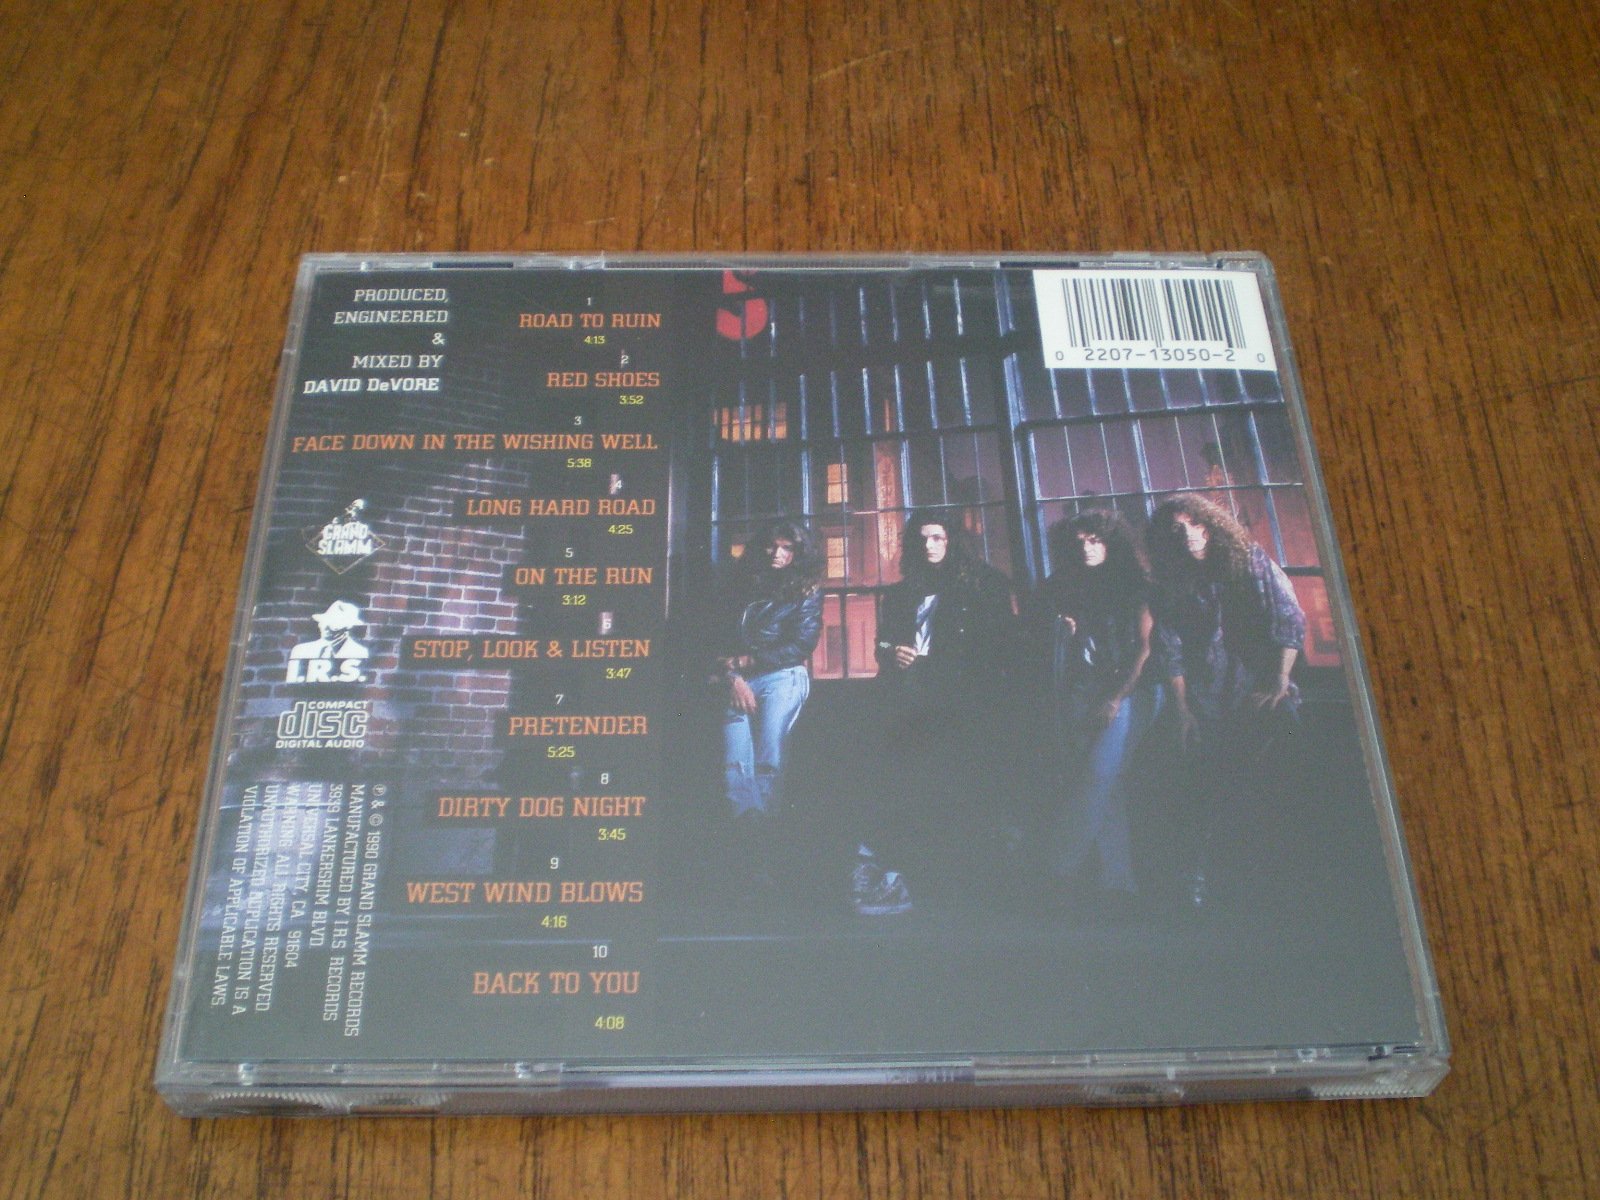 PRODUCED,
ENGINEERED
&
MIXED BY
DAVID DeVORE
1
ROAD TO RUIN
4:13
2
RED SHOES
3:52
3
FACE DOWN IN THE WISHING WELL
5:38
4
LONG HARD ROAD
4:25
5
ON THE RUN
3:12
6
STOP, LOOK & LISTEN
3:47
7
PRETENDER
5:25
8
DIRTY DOG NIGHT
3:45
9
WEST WIND BLOWS
4:16
10
BACK TO YOU
4:08
GRAND
SLAMM
I.R.S.
COMPACT
disc
DIGITAL AUDIO
℗ & © 1990 GRAND SLAMM RECORDS
MANUFACTURED BY I.R.S RECORDS
3939 LANKERSHIM BLVD.
UNIVERSAL CITY, CA. 91604
WARNING: ALL RIGHTS RESERVED.
UNAUTHORIZED DUPLICATION IS A
VIOLATION OF APPLICABLE LAWS.
S
0 2207-13050-2 0